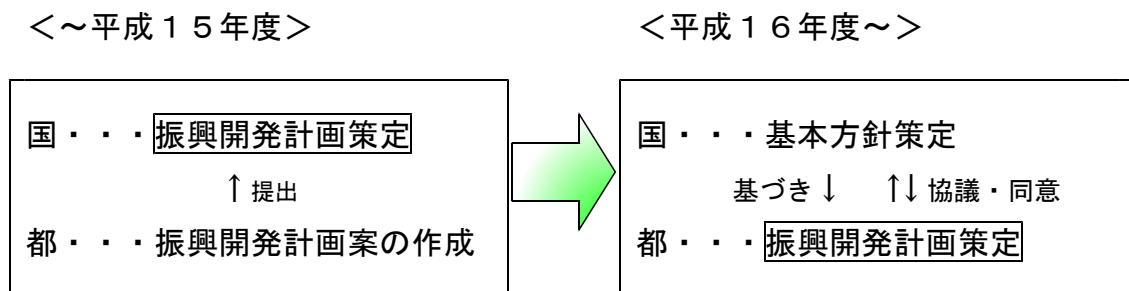 ＜～平成１５年度＞
国・・・振興開発計画策定
↑提出
都・・・振興開発計画案の作成
＜平成１６年度～＞
国・・・基本方針策定
基づき↓　↑↓協議・同意
都・・・振興開発計画策定